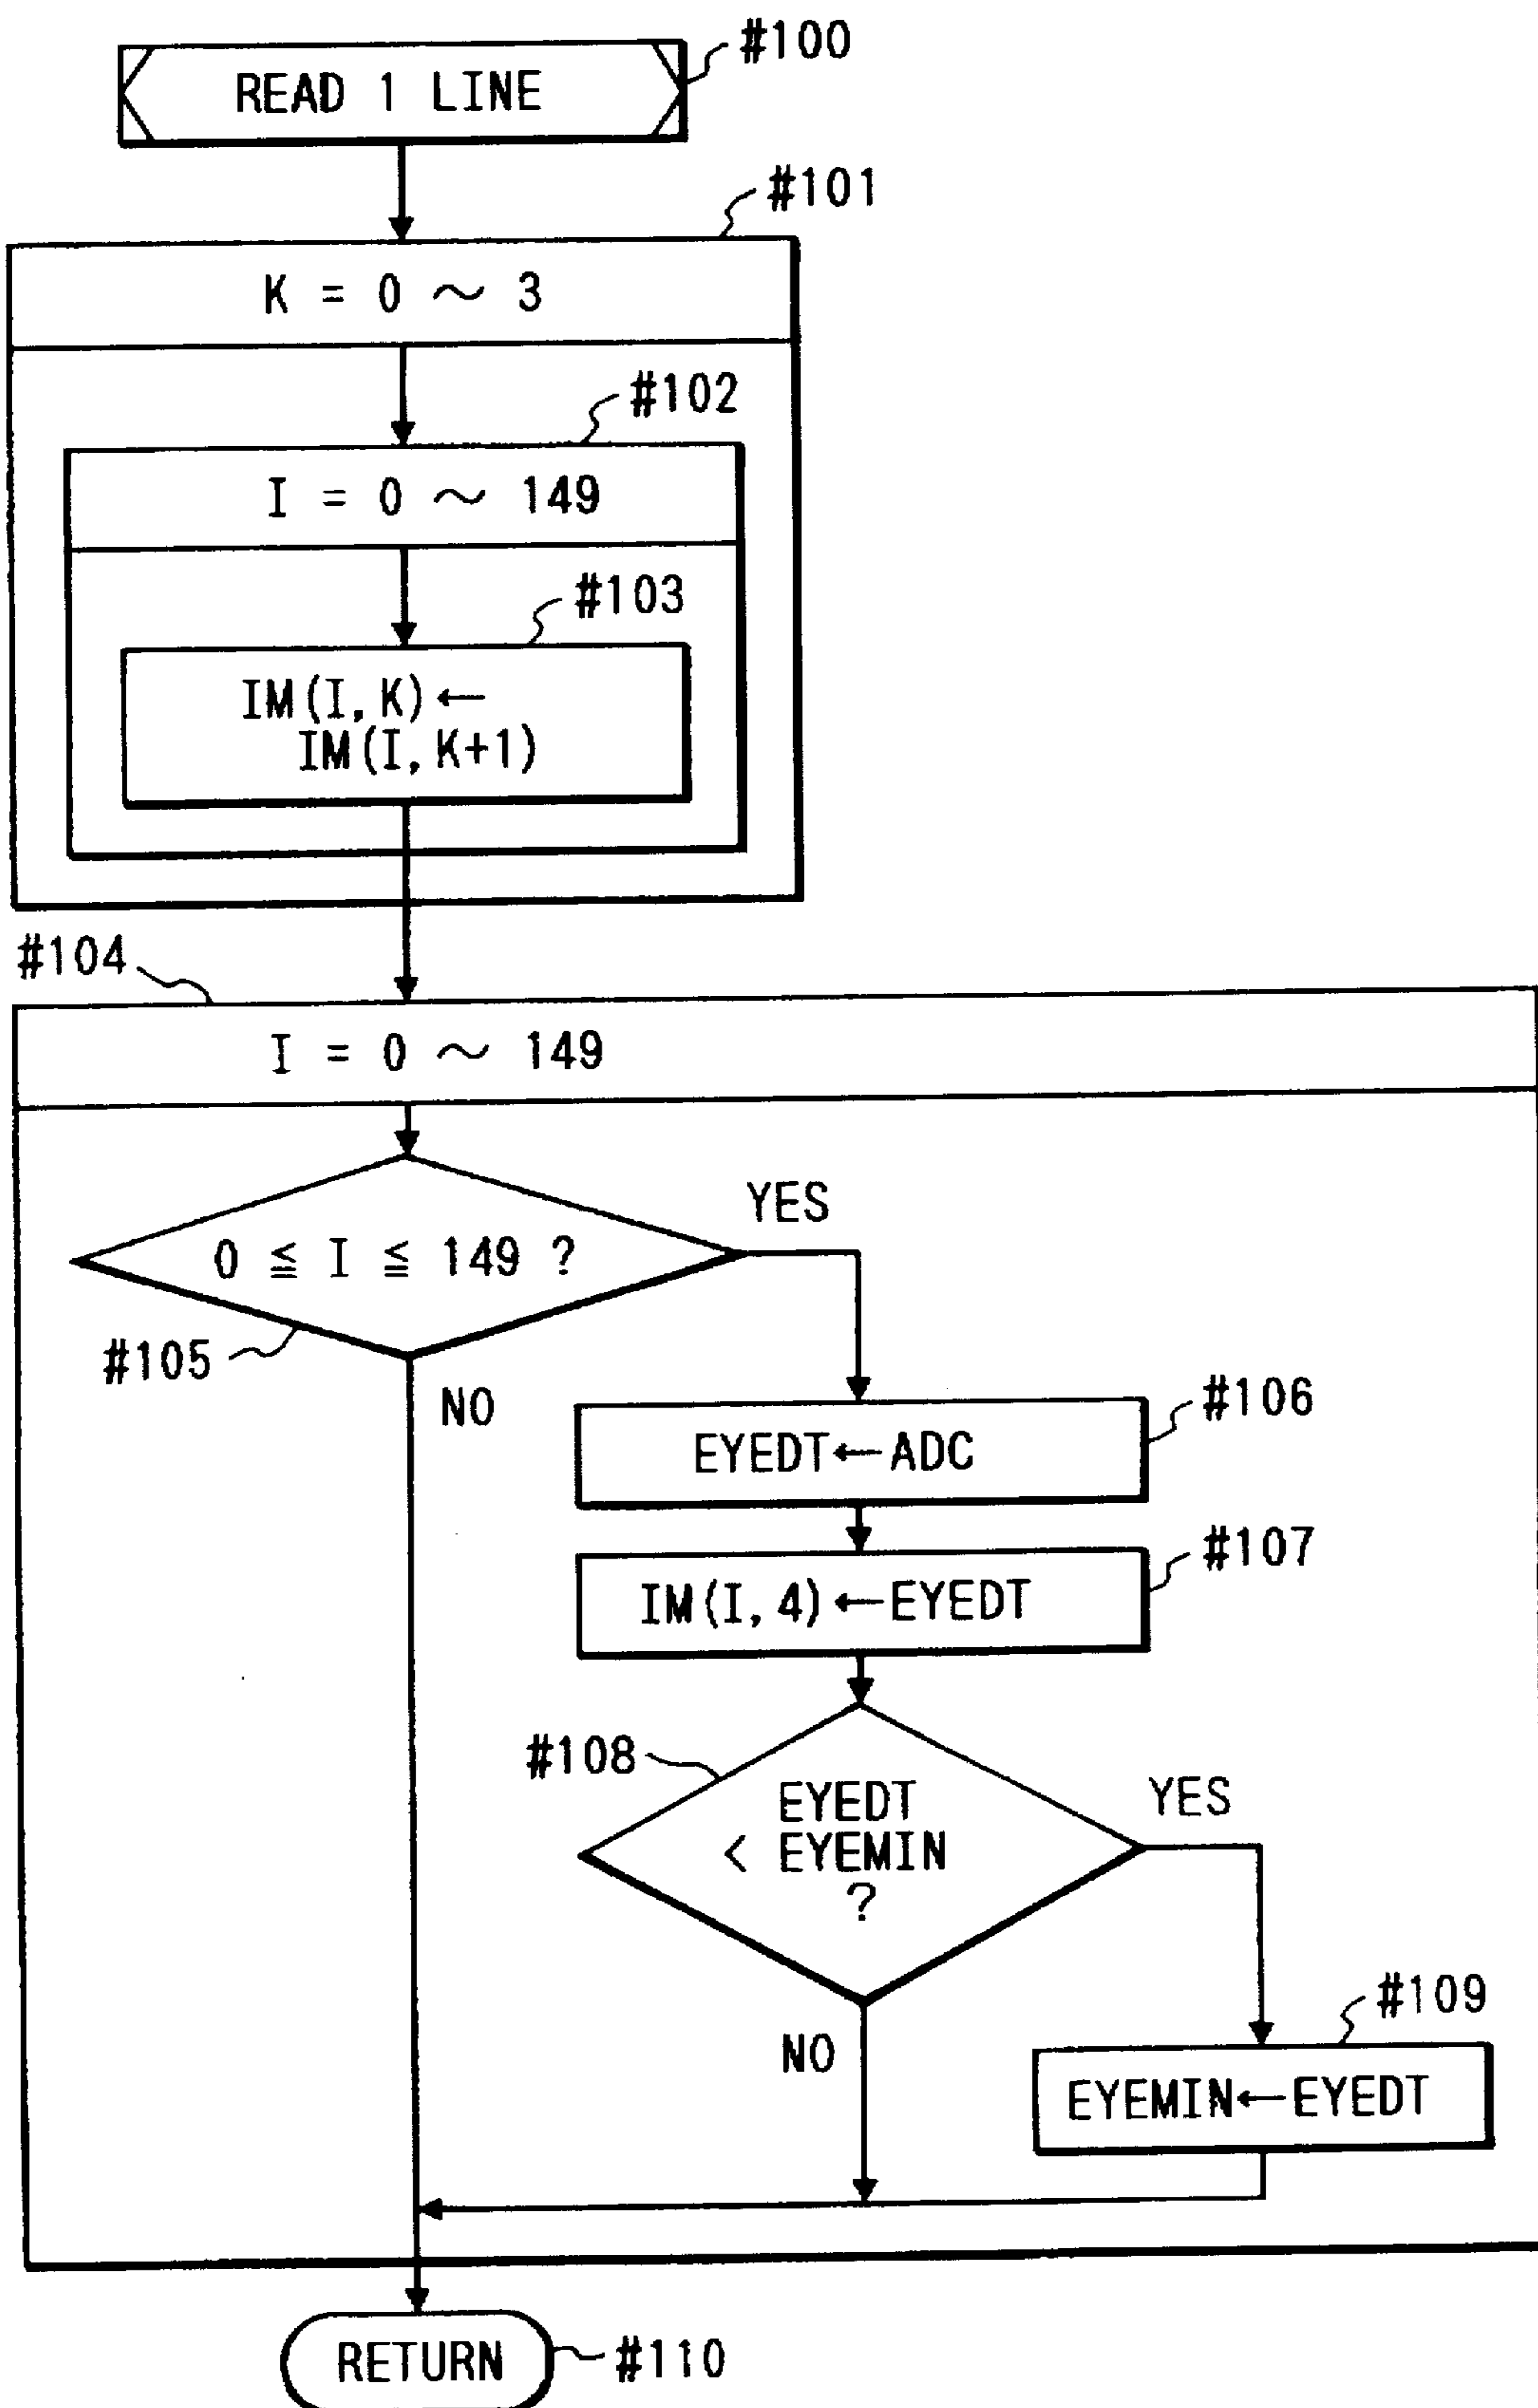 #100
READ 1 LINE
#101
K = 0 ～ 3
#102
I = 0 ～ 149
#103
IM(I,K)←
IM(I,K+1)
#104
I = 0 ～ 149
YES
0 ≦ I ≦ 149 ?
#105
NO
#106
EYEDT←ADC
#107
IM(I,4)←EYEDT
#108
EYEDT
< EYEMIN
?
YES
NO
#109
EYEMIN←EYEDT
RETURN
#110